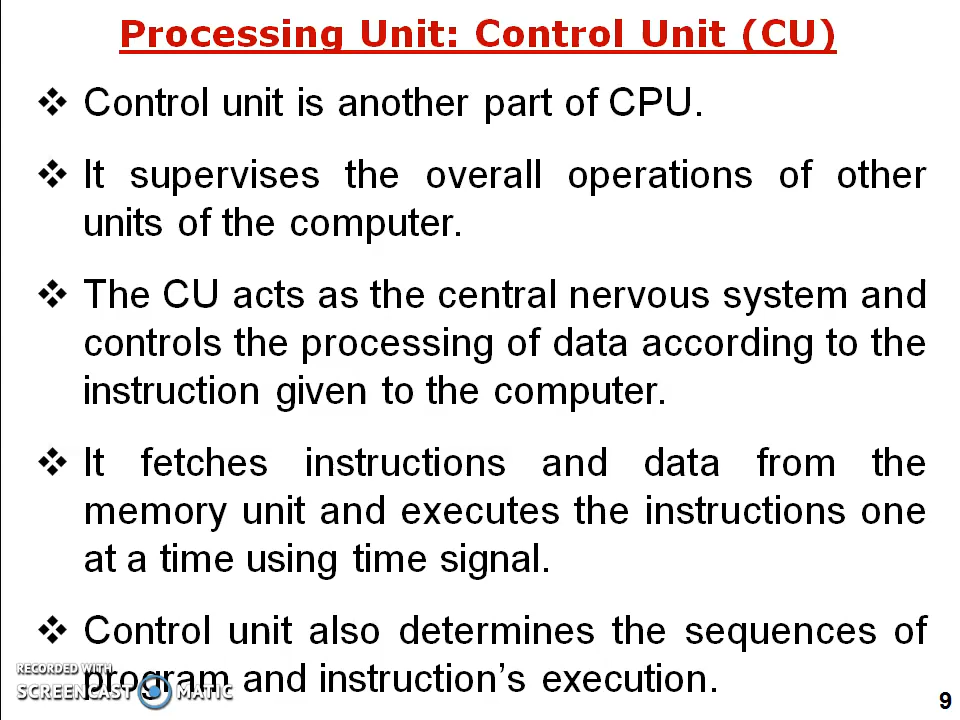 Processing Unit: Control Unit (CU)
❖ Control unit is another part of CPU.
❖ It supervises the overall operations of other
units of the computer.
❖ The CU acts as the central nervous system and
controls the processing of data according to the
instruction given to the computer.
❖ It fetches instructions and data from the
memory unit and executes the instructions one
at a time using time signal.
❖ Control unit also determines the sequences of
program and instruction’s execution.
RECORDED WITH
SCREENCAST MATIC
9